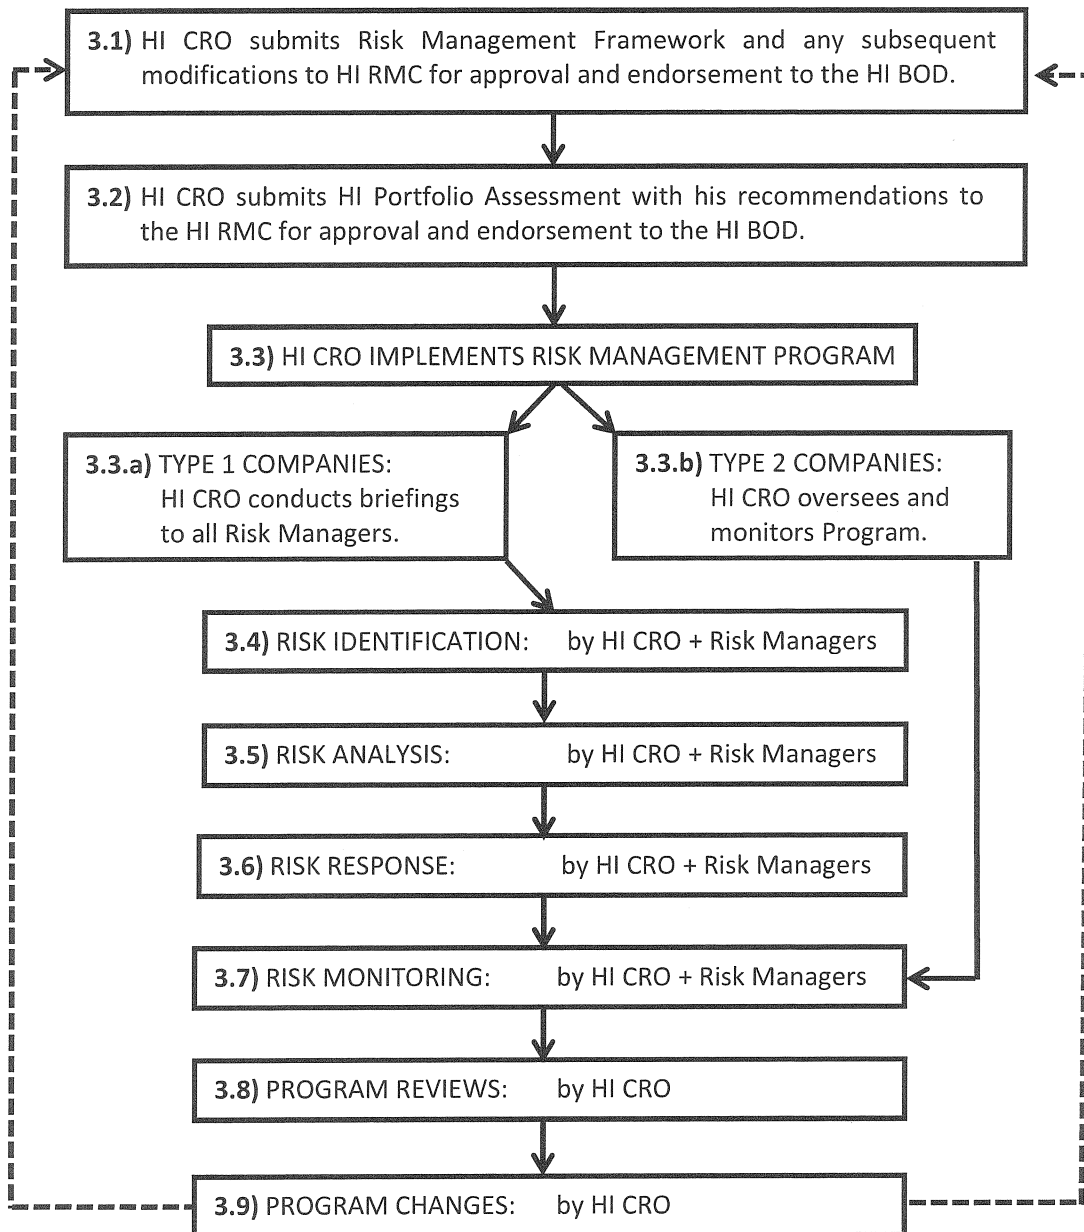 3.1) HI CRO submits Risk Management Framework and any subsequent
modifications to HI RMC for approval and endorsement to the HI BOD.
3.2) HI CRO submits HI Portfolio Assessment with his recommendations to
the HI RMC for approval and endorsement to the HI BOD.
3.3) HI CRO IMPLEMENTS RISK MANAGEMENT PROGRAM
3.3.a) TYPE 1 COMPANIES:
HI CRO conducts briefings
to all Risk Managers.
3.3.b) TYPE 2 COMPANIES:
HI CRO oversees and
monitors Program.
3.4) RISK IDENTIFICATION: by HI CRO + Risk Managers
3.5) RISK ANALYSIS: by HI CRO + Risk Managers
3.6) RISK RESPONSE: by HI CRO + Risk Managers
3.7) RISK MONITORING: by HI CRO + Risk Managers
3.8) PROGRAM REVIEWS: by HI CRO
3.9) PROGRAM CHANGES: by HI CRO